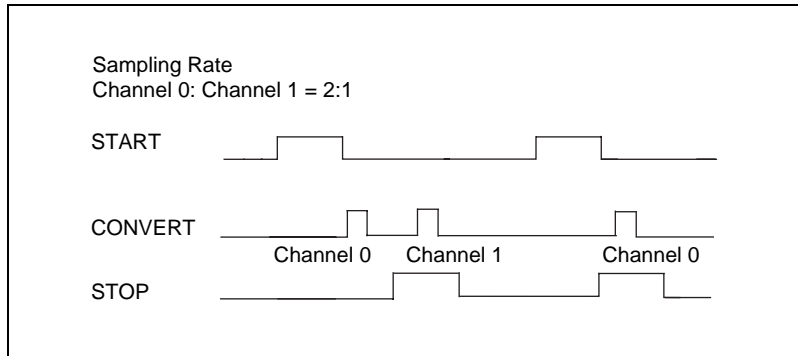 Sampling Rate
Channel 0: Channel 1 = 2:1
START
CONVERT
Channel 0 Channel 1 Channel 0
STOP